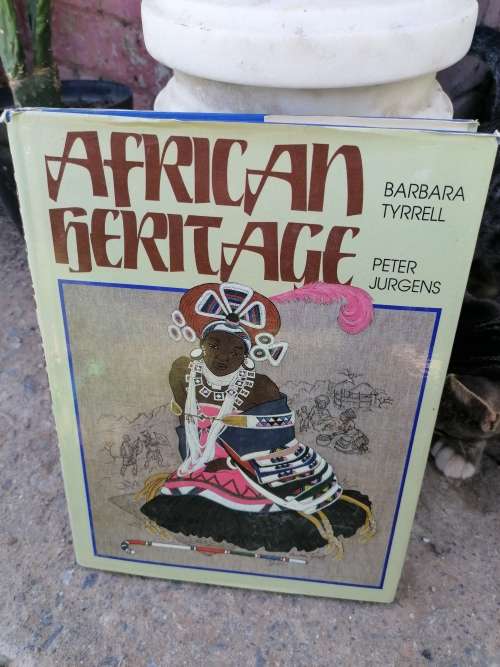 AFRICAN
HERITAGE
BARBARA
TYRRELL
PETER
JURGENS